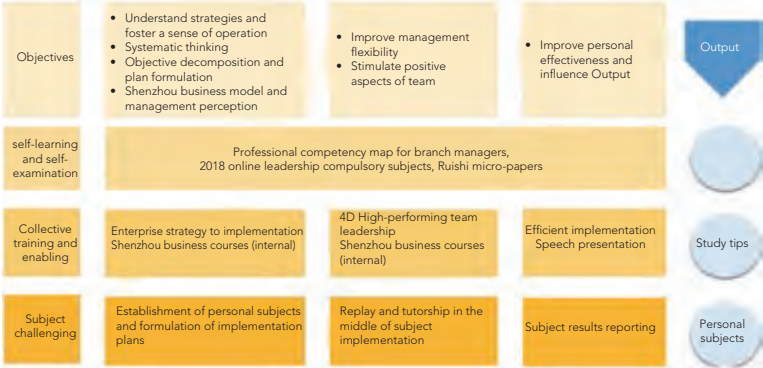 Objectives
• Understand strategies and
foster a sense of operation
• Systematic thinking
• Objective decomposition and
plan formulation
• Shenzhou business model and
management perception
• Improve management
flexibility
• Stimulate positive
aspects of team
• Improve personal
effectiveness and
influence Output
Output
self-learning
and self-
examination
Professional competency map for branch managers,
2018 online leadership compulsory subjects, Ruishi micro-papers
Collective
training and
enabling
Enterprise strategy to implementation
Shenzhou business courses (internal)
4D High-performing team
leadership
Shenzhou business courses
(internal)
Efficient implementation
Speech presentation
Study tips
Subject
challenging
Establishment of personal subjects
and formulation of implementation
plans
Replay and tutorship in the
middle of subject
implementation
Subject results reporting
Personal
subjects